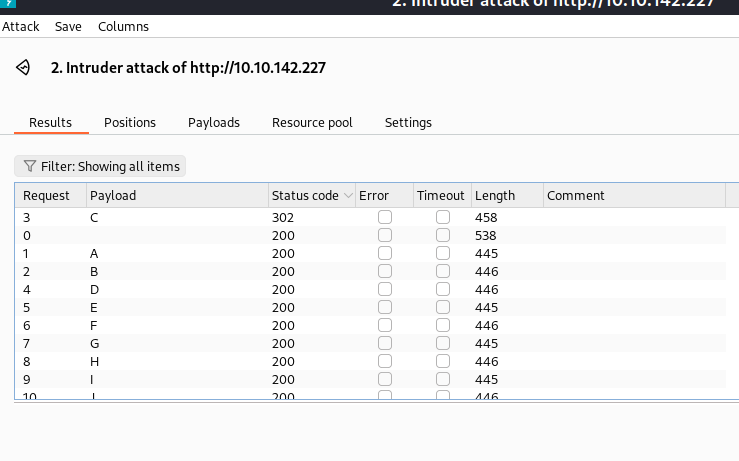 2. Intruder attack of http://10.10.142.227
Attack Save Columns
2. Intruder attack of http://10.10.142.227
Results Positions Payloads Resource pool Settings
Filter: Showing all items
Request Payload Status code Error Timeout Length Comment
3 C 302 458
0 200 538
1 A 200 445
2 B 200 446
4 D 200 446
5 E 200 445
6 F 200 446
7 G 200 445
8 H 200 446
9 I 200 445
10 J 200 446